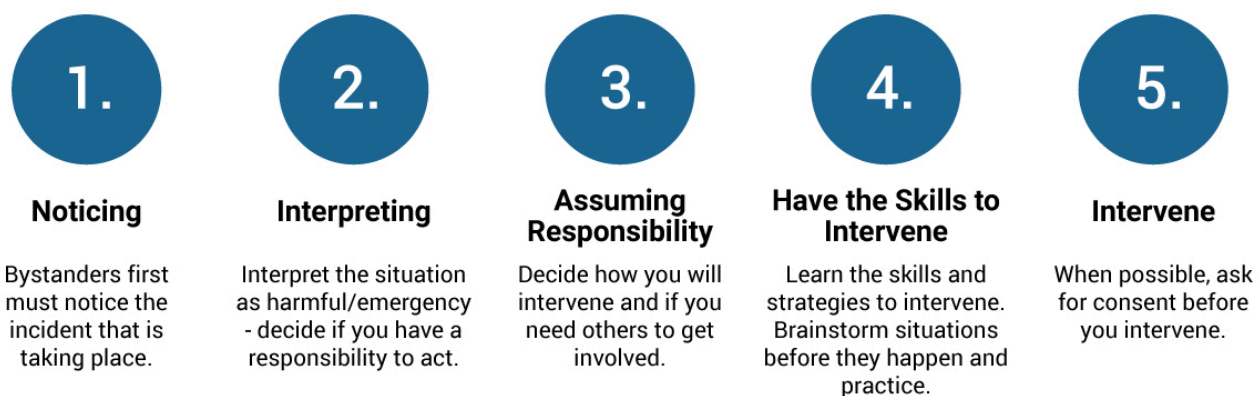 1.
Noticing
Bystanders first
must notice the
incident that is
taking place.
2.
Interpreting
Interpret the situation
as harmful/emergency
- decide if you have a
responsibility to act.
3.
Assuming
Responsibility
Decide how you will
intervene and if you
need others to get
involved.
4.
Have the Skills to
Intervene
Learn the skills and
strategies to intervene.
Brainstorm situations
before they happen and
practice.
5.
Intervene
When possible, ask
for consent before
you intervene.